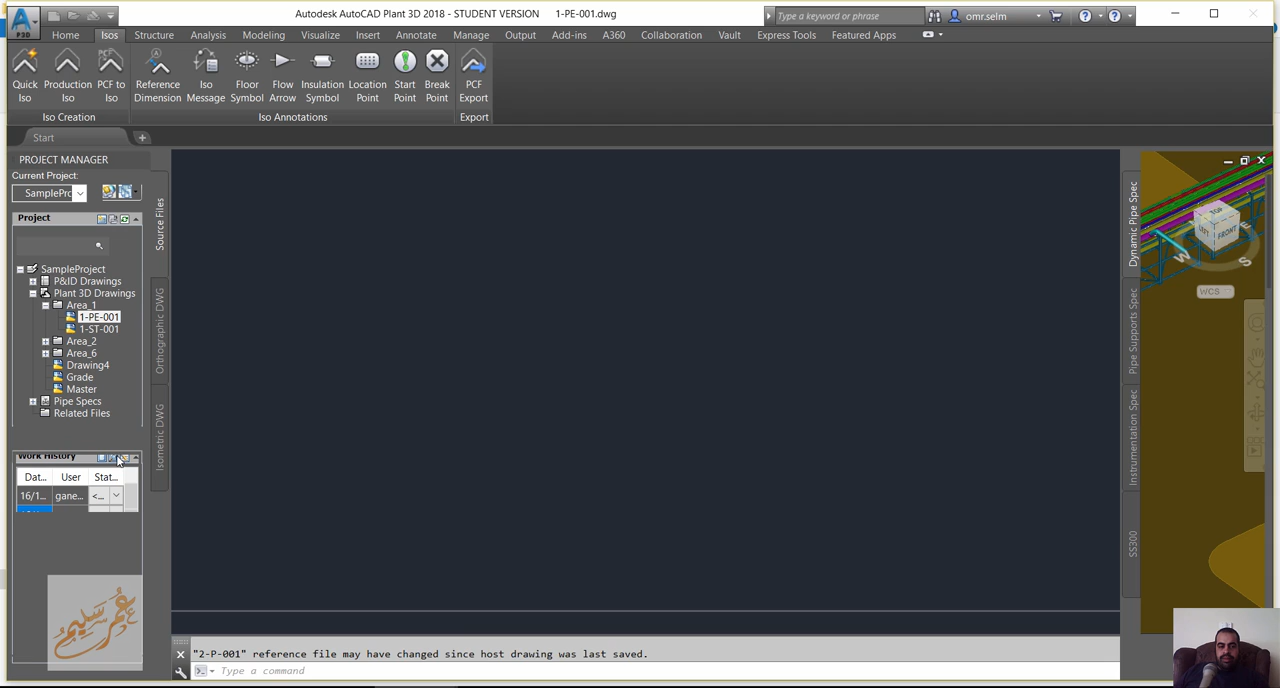 Autodesk AutoCAD Plant 3D 2018 - STUDENT VERSION 1-PE-001.dwg
Type a keyword or phrase
omr.selm
P3D
Home Isos Structure Analysis Modeling Visualize Insert Annotate Manage Output Add-ins A360 Collaboration Vault Express Tools Featured Apps
Quick Iso
Production Iso
PCF to Iso
Reference Dimension
Iso Message
Floor Symbol
Flow Arrow
Insulation Symbol
Location Point
Start Point
Break Point
PCF Export
Iso Creation
Iso Annotations
Export
Start
PROJECT MANAGER
Current Project:
SamplePro
Project
SampleProject
P&ID Drawings
Plant 3D Drawings
Area_1
1-PE-001
1-ST-001
Area_2
Area_6
Drawing4
Grade
Master
Pipe Specs
Related Files
Source Files
Orthographic DWG
Isometric DWG
Work History
Dat... User Stat...
16/1... gane... <...
عمر سليم
Dynamic Pipe Spec
Pipe Supports Spec
Instrumentation Spec
SS300
TOP
LEFT
FRONT
W
S
E
WCS
"2-P-001" reference file may have changed since host drawing was last saved.
Type a command